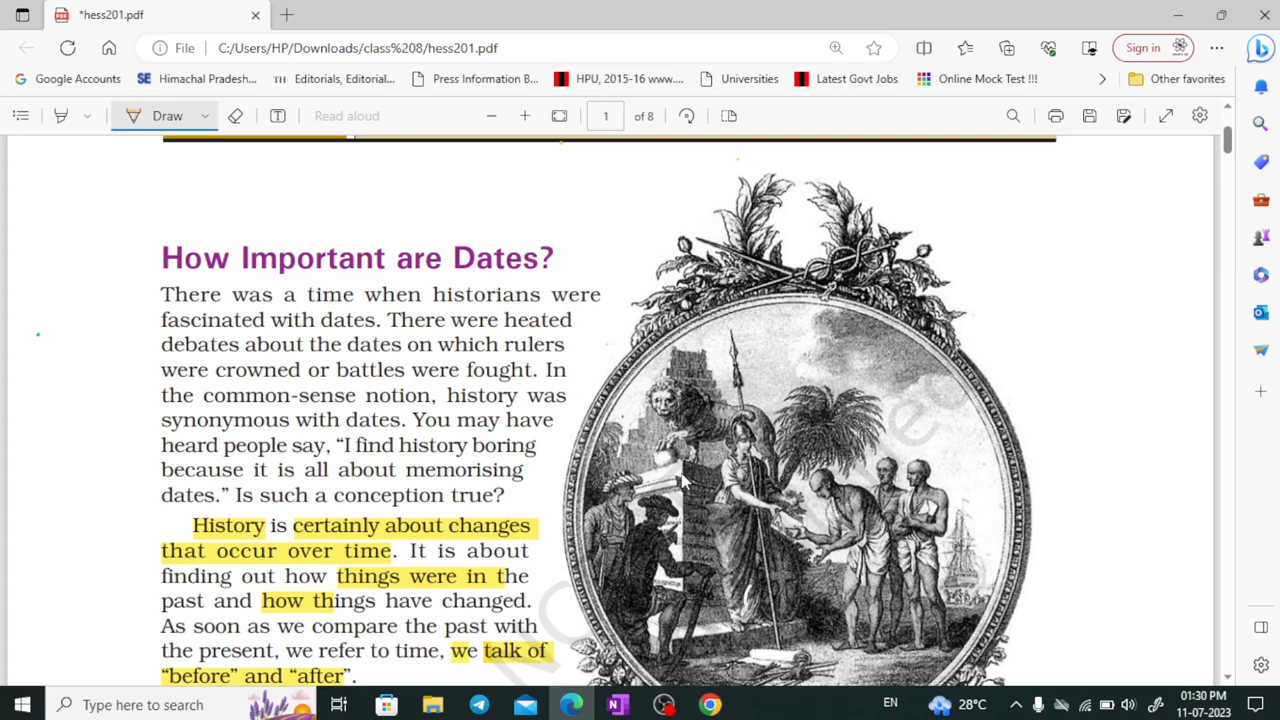 *hess201.pdf
File C:/Users/HP/Downloads/class%208/hess201.pdf Sign in
Google Accounts SE Himachal Pradesh... TH Editorials, Editorial... Press Information B... HPU, 2015-16 www.... Universities Latest Govt Jobs Online Mock Test !!! Other favorites
Draw Read aloud 1 of 8
How Important are Dates?
There was a time when historians were
fascinated with dates. There were heated
debates about the dates on which rulers
were crowned or battles were fought. In
the common-sense notion, history was
synonymous with dates. You may have
heard people say, “I find history boring
because it is all about memorising
dates.” Is such a conception true?
History is certainly about changes
that occur over time. It is about
finding out how things were in the
past and how things have changed.
As soon as we compare the past with
the present, we refer to time, we talk of
“before” and “after”.
Type here to search EN 28°C 01:30 PM
11-07-2023